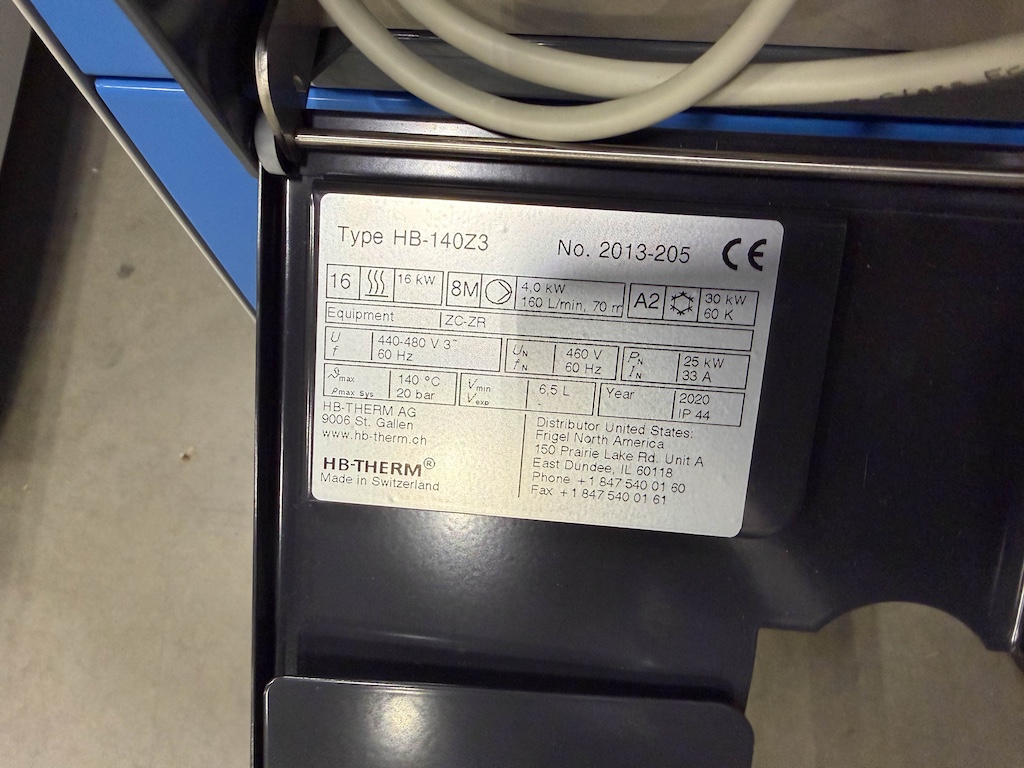 Type HB-140Z3 No. 2013-205 CE
16 16 kW 8M 4,0 kW 160 L/min, 70 m A2 30 kW 60 K
Equipment ZC-ZR
U f 440-480 V 3~ 60 Hz UN fN 460 V 60 Hz PN IN 25 kW 33 A
ϑmax pmax sys 140 °C 20 bar Vmin Vexp 6,5 L - Year 2020 IP 44
HB-THERM AG
9006 St. Gallen
www.hb-therm.ch
HB-THERM®
Made in Switzerland
Distributor United States:
Frigel North America
150 Prairie Lake Rd. Unit A
East Dundee, IL 60118
Phone +1 847 540 01 60
Fax +1 847 540 01 61